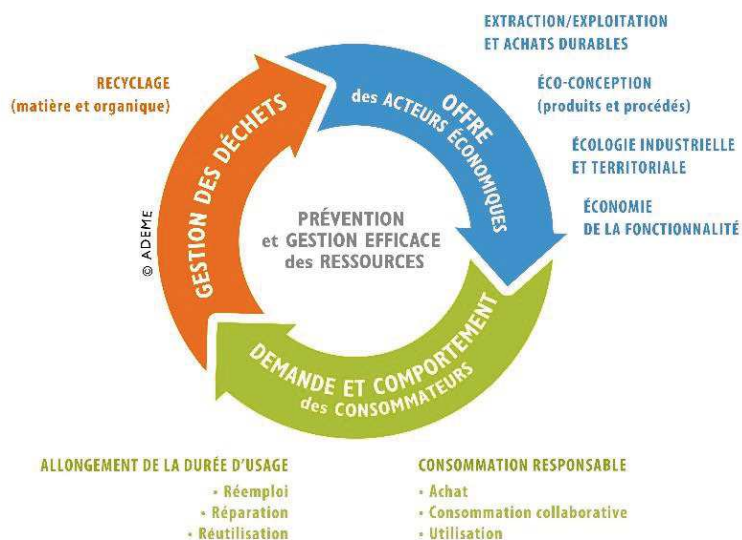 EXTRACTION/EXPLOITATION
ET ACHATS DURABLES
RECYCLAGE
(matière et organique)
ÉCO-CONCEPTION
(produits et procédés)
ÉCOLOGIE INDUSTRIELLE
ET TERRITORIALE
ÉCONOMIE
DE LA FONCTIONNALITÉ
OFFRE
des ACTEURS ÉCONOMIQUES
GESTION DES DÉCHETS
© ADEME
PRÉVENTION
et GESTION EFFICACE
des RESSOURCES
DEMANDE ET COMPORTEMENT
des CONSOMMATEURS
ALLONGEMENT DE LA DURÉE D'USAGE
• Réemploi
• Réparation
• Réutilisation
CONSOMMATION RESPONSABLE
• Achat
• Consommation collaborative
• Utilisation